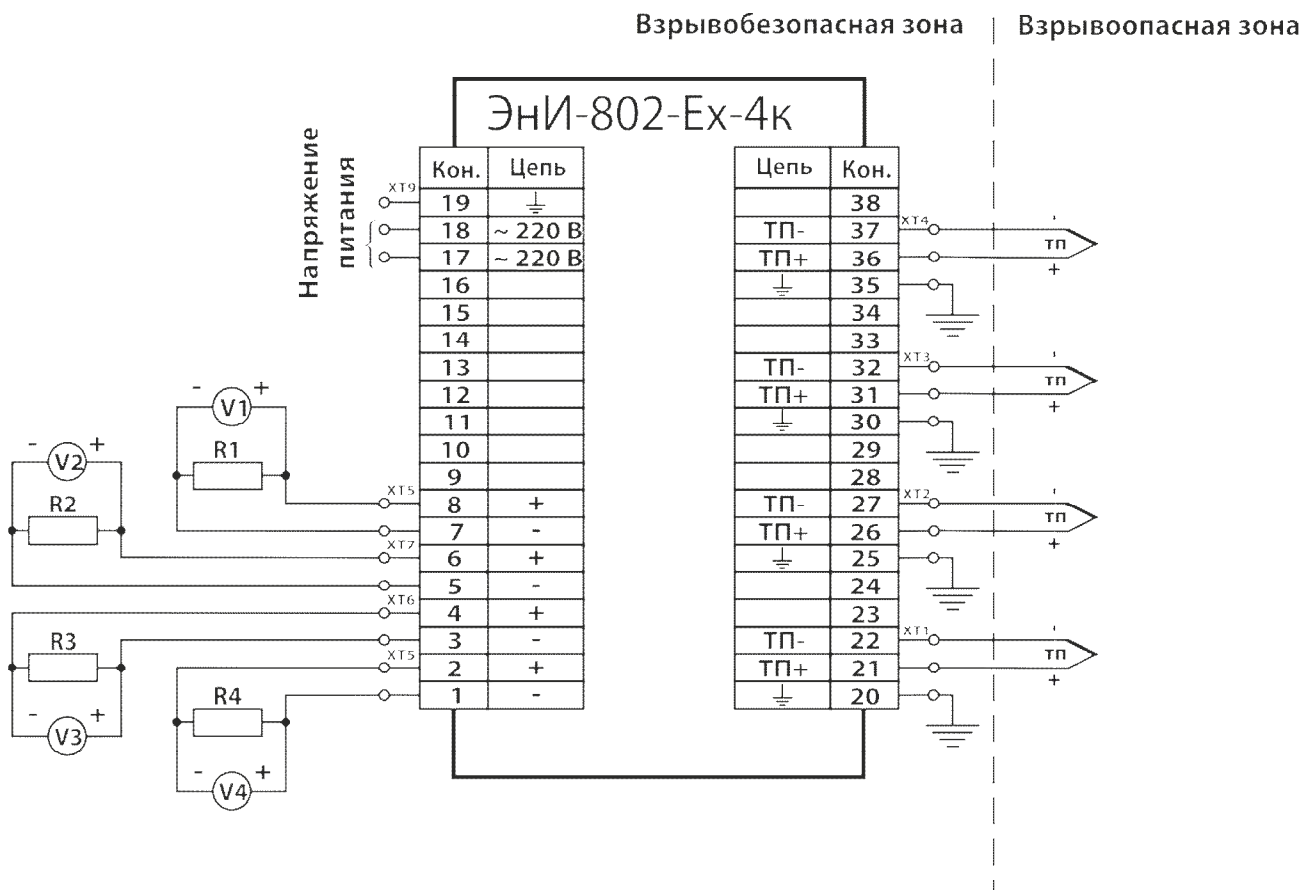 Взрывобезопасная зона
Взрывоопасная зона
ЭнИ-802-Ex-4к
Напряжение
питания
Кон. Цепь
XT9
19
18 ~ 220 В
17 ~ 220 В
16
15
14
13
12
11
10
9
XT5
8 +
7 -
XT7
6 +
5 -
XT6
4 +
3 -
XT5
2 +
1 -
- V1 +
R1
- V2 +
R2
R3
- V3 +
R4
- V4 +
Цепь Кон.
38
ТП- 37 XT4
ТП+ 36
35
34
33
ТП- 32 XT3
ТП+ 31
30
29
28
ТП- 27 XT2
ТП+ 26
25
24
23
ТП- 22 XT1
ТП+ 21
20
-
ТП
+
-
ТП
+
-
ТП
+
-
ТП
+